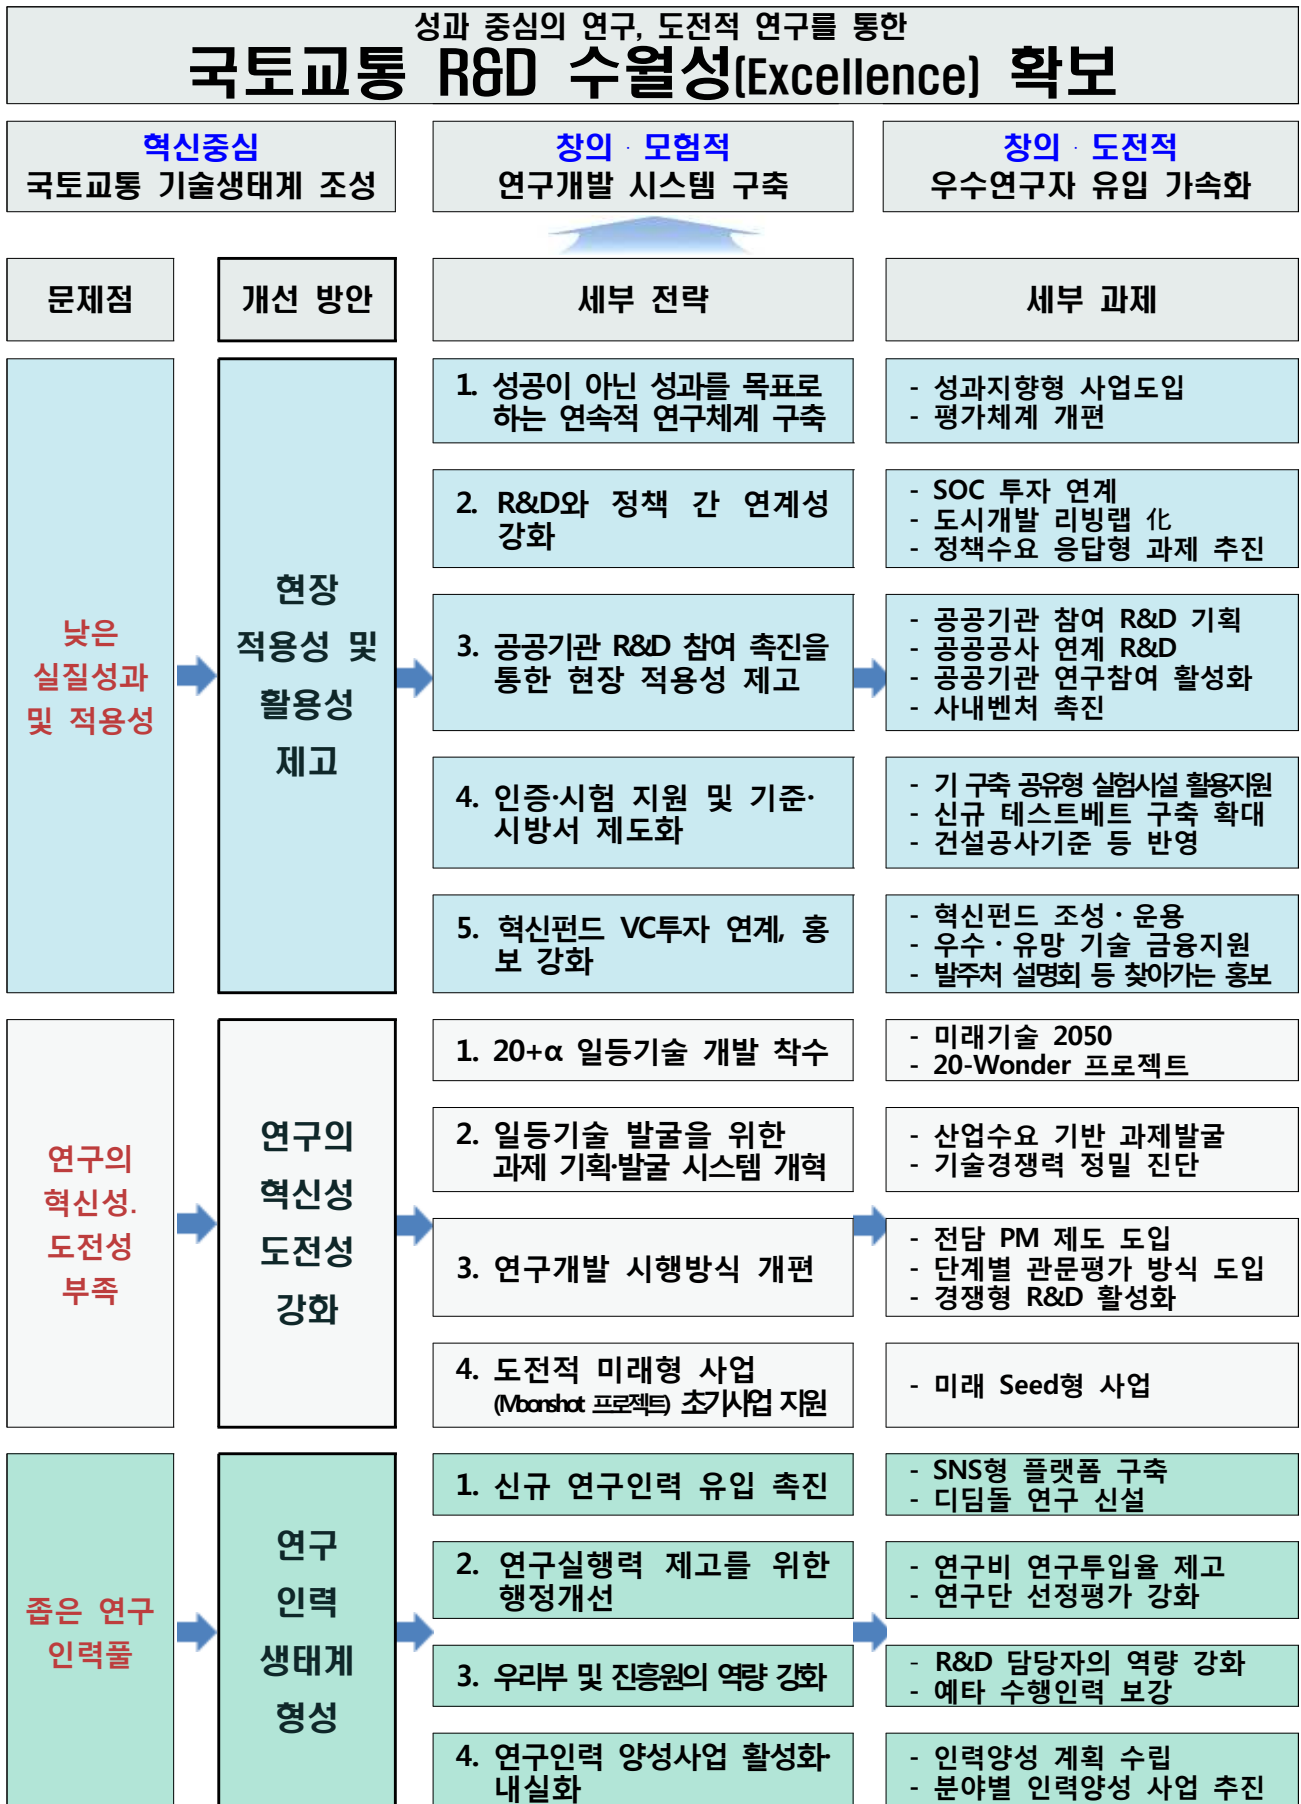 성과 중심의 연구, 도전적 연구를 통한
국토교통 R&D 수월성(Excellence) 확보
혁신중심
국토교통 기술생태계 조성
창의 · 모험적
연구개발 시스템 구축
창의 · 도전적
우수연구자 유입 가속화
문제점
개선 방안
세부 전략
세부 과제
낮은
실질성과
및 적용성
현장
적용성 및
활용성
제고
1. 성공이 아닌 성과를 목표로
하는 연속적 연구체계 구축
- 성과지향형 사업도입
- 평가체계 개편
2. R&D와 정책 간 연계성
강화
- SOC 투자 연계
- 도시개발 리빙랩 化
- 정책수요 응답형 과제 추진
3. 공공기관 R&D 참여 촉진을
통한 현장 적용성 제고
- 공공기관 참여 R&D 기획
- 공공공사 연계 R&D
- 공공기관 연구참여 활성화
- 사내벤처 촉진
4. 인증·시험 지원 및 기준·
시방서 제도화
- 기 구축 공유형 실험시설 활용지원
- 신규 테스트베트 구축 확대
- 건설공사기준 등 반영
5. 혁신펀드 VC투자 연계, 홍
보 강화
- 혁신펀드 조성 · 운용
- 우수 · 유망 기술 금융지원
- 발주처 설명회 등 찾아가는 홍보
연구의
혁신성.
도전성
부족
연구의
혁신성
도전성
강화
1. 20+α 일등기술 개발 착수
- 미래기술 2050
- 20-Wonder 프로젝트
2. 일등기술 발굴을 위한
과제 기획·발굴 시스템 개혁
- 산업수요 기반 과제발굴
- 기술경쟁력 정밀 진단
3. 연구개발 시행방식 개편
- 전담 PM 제도 도입
- 단계별 관문평가 방식 도입
- 경쟁형 R&D 활성화
4. 도전적 미래형 사업
(Moonshot 프로젝트) 초기사업 지원
- 미래 Seed형 사업
좁은 연구
인력풀
연구
인력
생태계
형성
1. 신규 연구인력 유입 촉진
- SNS형 플랫폼 구축
- 디딤돌 연구 신설
2. 연구실행력 제고를 위한
행정개선
- 연구비 연구투입율 제고
- 연구단 선정평가 강화
3. 우리부 및 진흥원의 역량 강화
- R&D 담당자의 역량 강화
- 예타 수행인력 보강
4. 연구인력 양성사업 활성화·
내실화
- 인력양성 계획 수립
- 분야별 인력양성 사업 추진